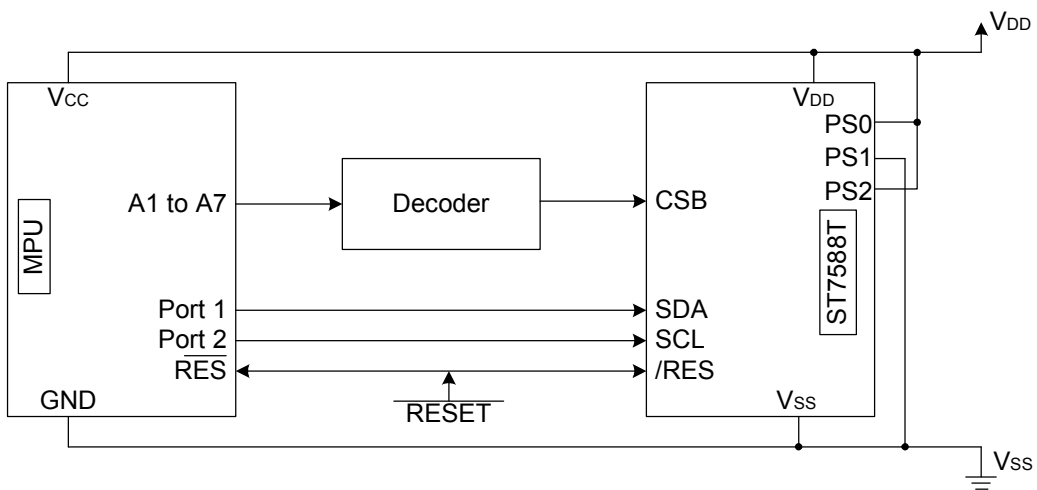 VDD
VCC
VDD
PS0
PS1
PS2
A1 to A7
Decoder
CSB
MPU
ST7588T
Port 1
SDA
Port 2
SCL
RES
/RES
RESET
GND
VSS
VSS